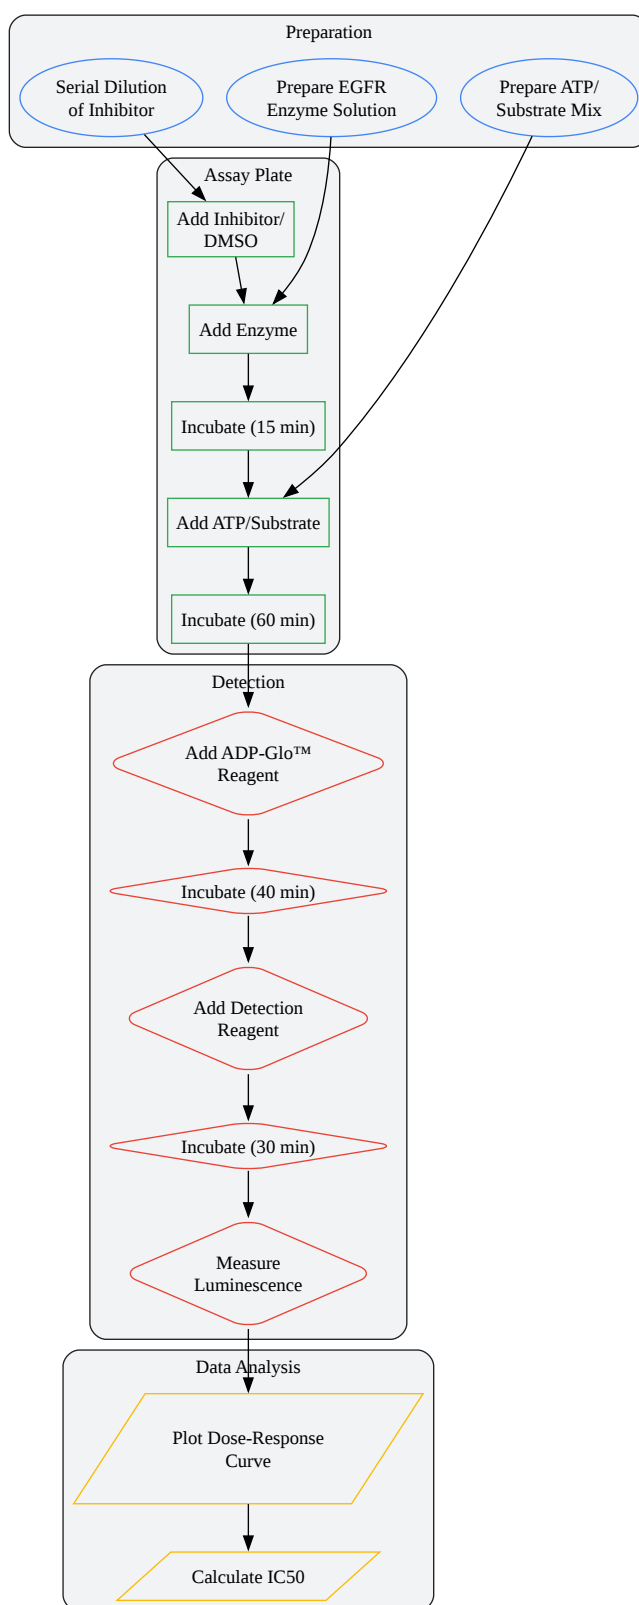 Preparation
Serial Dilution
of Inhibitor
Prepare EGFR
Enzyme Solution
Prepare ATP/
Substrate Mix
Assay Plate
Add Inhibitor/
DMSO
Add Enzyme
Incubate (15 min)
Add ATP/Substrate
Incubate (60 min)
Detection
Add ADP-Glo™
Reagent
Incubate (40 min)
Add Detection
Reagent
Incubate (30 min)
Measure
Luminescence
Data Analysis
Plot Dose-Response
Curve
Calculate IC50